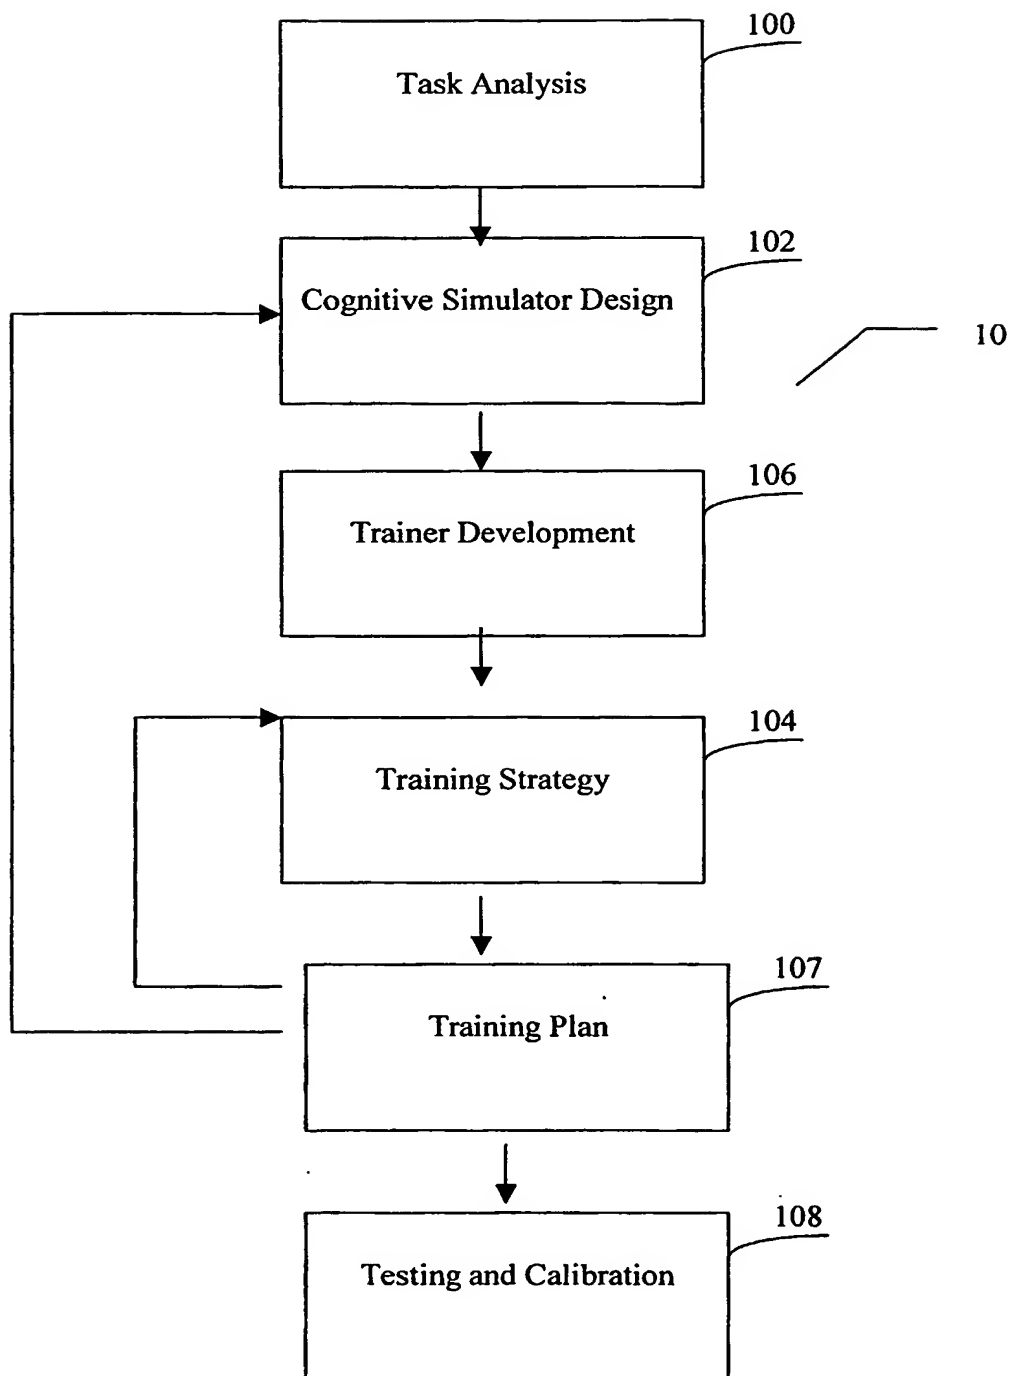 100
Task Analysis
102
Cognitive Simulator Design
10
106
Trainer Development
104
Training Strategy
107
Training Plan
108
Testing and Calibration